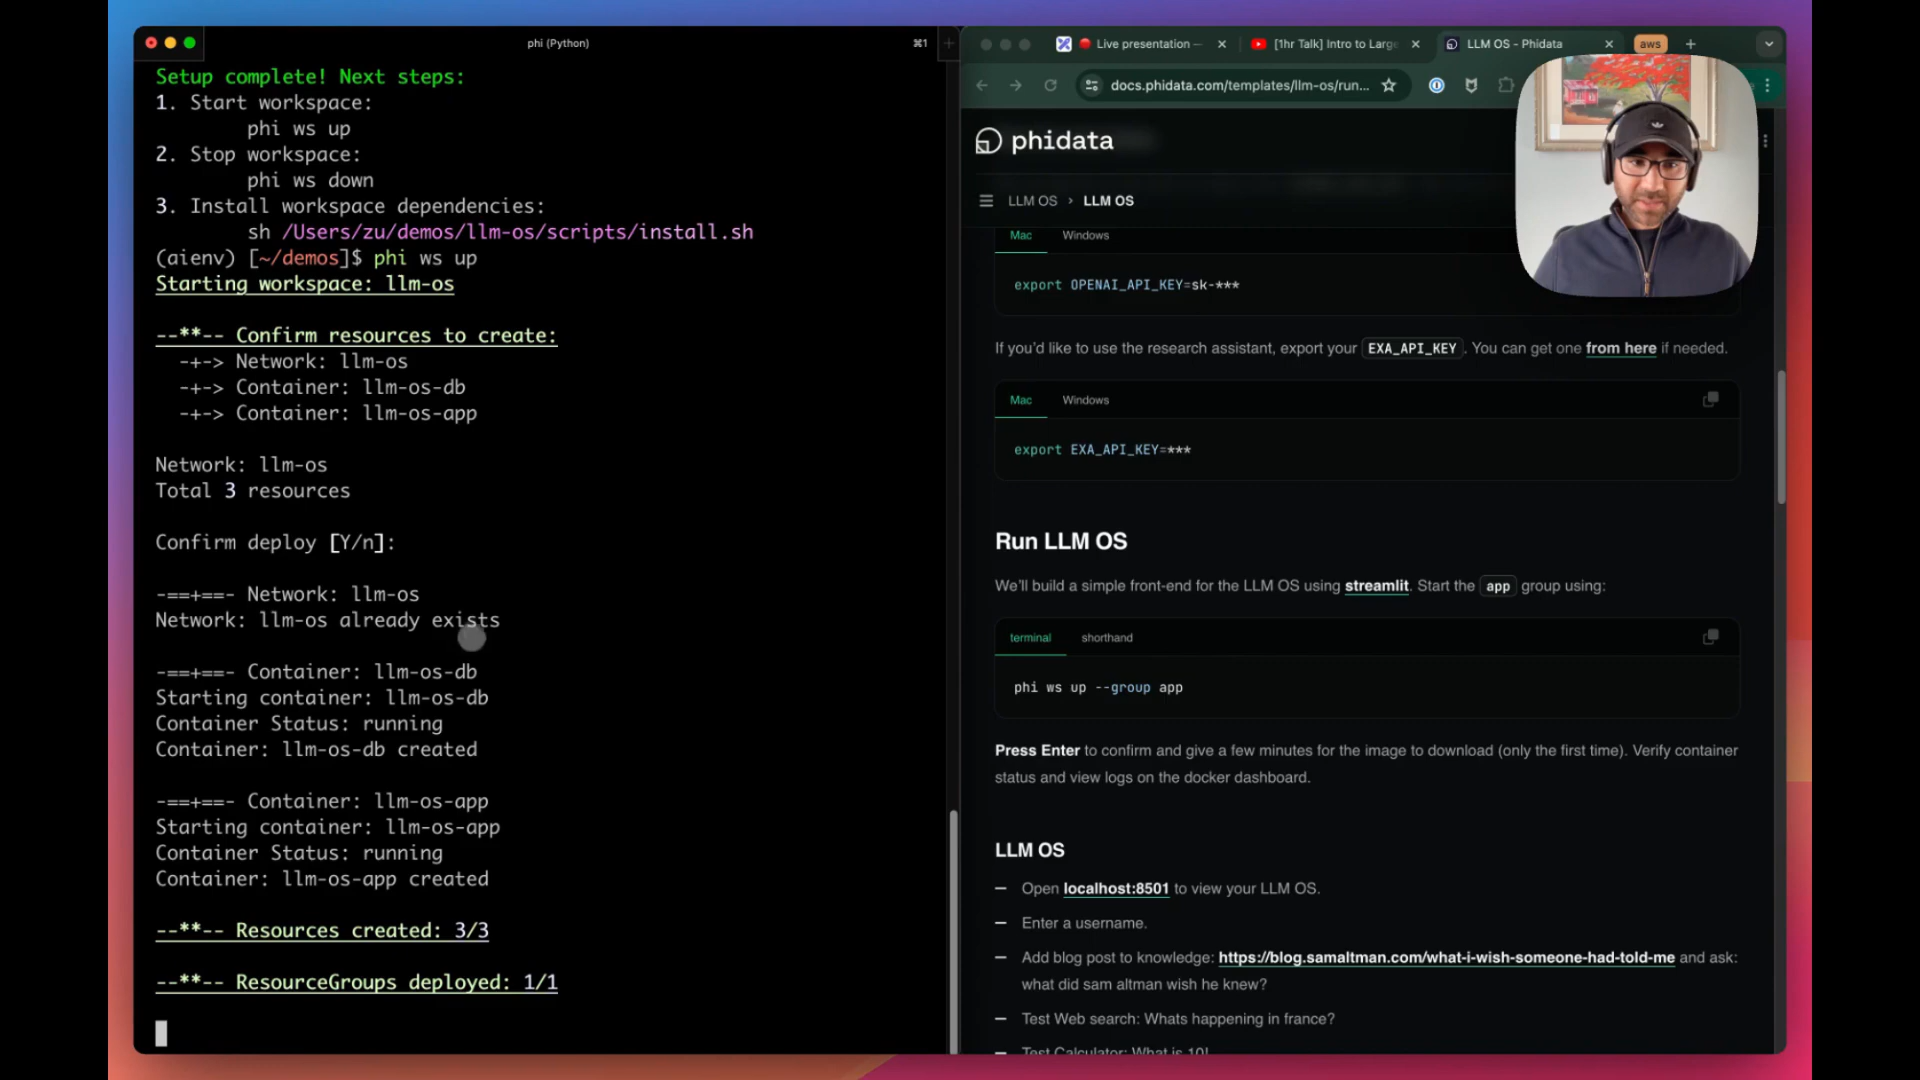 phi (Python)
⌘1
Setup complete! Next steps:
1. Start workspace:
phi ws up
2. Stop workspace:
phi ws down
3. Install workspace dependencies:
sh /Users/zu/demos/llm-os/scripts/install.sh
(aienv) [~/demos]$ phi ws up
Starting workspace: llm-os
--**-- Confirm resources to create:
-+-> Network: llm-os
-+-> Container: llm-os-db
-+-> Container: llm-os-app
Network: llm-os
Total 3 resources
Confirm deploy [Y/n]:
-==+==- Network: llm-os
Network: llm-os already exists
-==+==- Container: llm-os-db
Starting container: llm-os-db
Container Status: running
Container: llm-os-db created
-==+==- Container: llm-os-app
Starting container: llm-os-app
Container Status: running
Container: llm-os-app created
--**-- Resources created: 3/3
--**-- ResourceGroups deployed: 1/1
Live presentation —
[1hr Talk] Intro to Large
LLM OS - Phidata
aws
docs.phidata.com/templates/llm-os/run...
phidata
LLM OS › LLM OS
Mac Windows
export OPENAI_API_KEY=sk-***
If you'd like to use the research assistant, export your EXA_API_KEY. You can get one from here if needed.
Mac Windows
export EXA_API_KEY=***
Run LLM OS
We'll build a simple front-end for the LLM OS using streamlit. Start the app group using:
terminal shorthand
phi ws up --group app
Press Enter to confirm and give a few minutes for the image to download (only the first time). Verify container
status and view logs on the docker dashboard.
LLM OS
— Open localhost:8501 to view your LLM OS.
— Enter a username.
— Add blog post to knowledge: https://blog.samaltman.com/what-i-wish-someone-had-told-me and ask:
what did sam altman wish he knew?
— Test Web search: Whats happening in france?
— Test Calculator: What is 10!